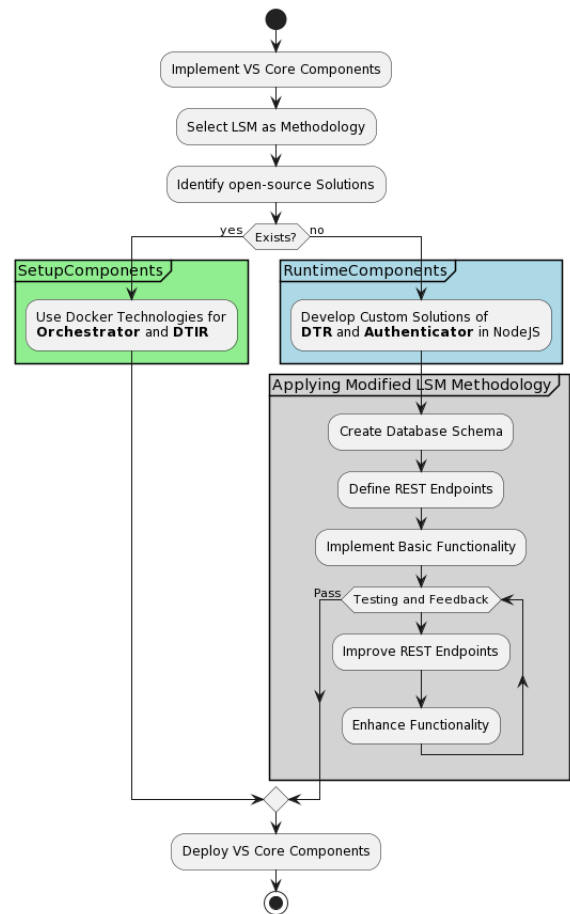 Implement VS Core Components
Select LSM as Methodology
Identify open-source Solutions
yes
Exists?
no
SetupComponents
Use Docker Technologies for
Orchestrator and DTIR
RuntimeComponents
Develop Custom Solutions of
DTR and Authenticator in NodeJS
Applying Modified LSM Methodology
Create Database Schema
Define REST Endpoints
Implement Basic Functionality
Pass
Testing and Feedback
Improve REST Endpoints
Enhance Functionality
Deploy VS Core Components